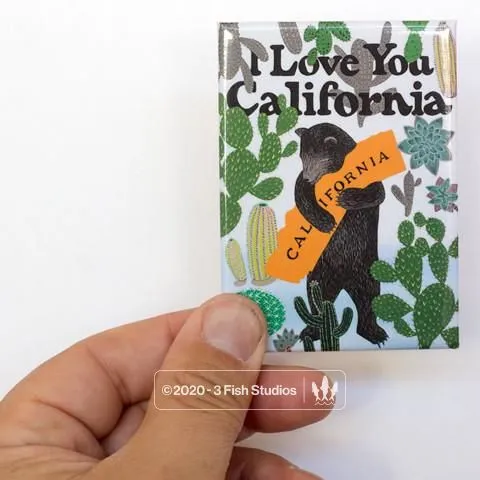 I Love You
California
CALIFORNIA
©2020 - 3 Fish Studios